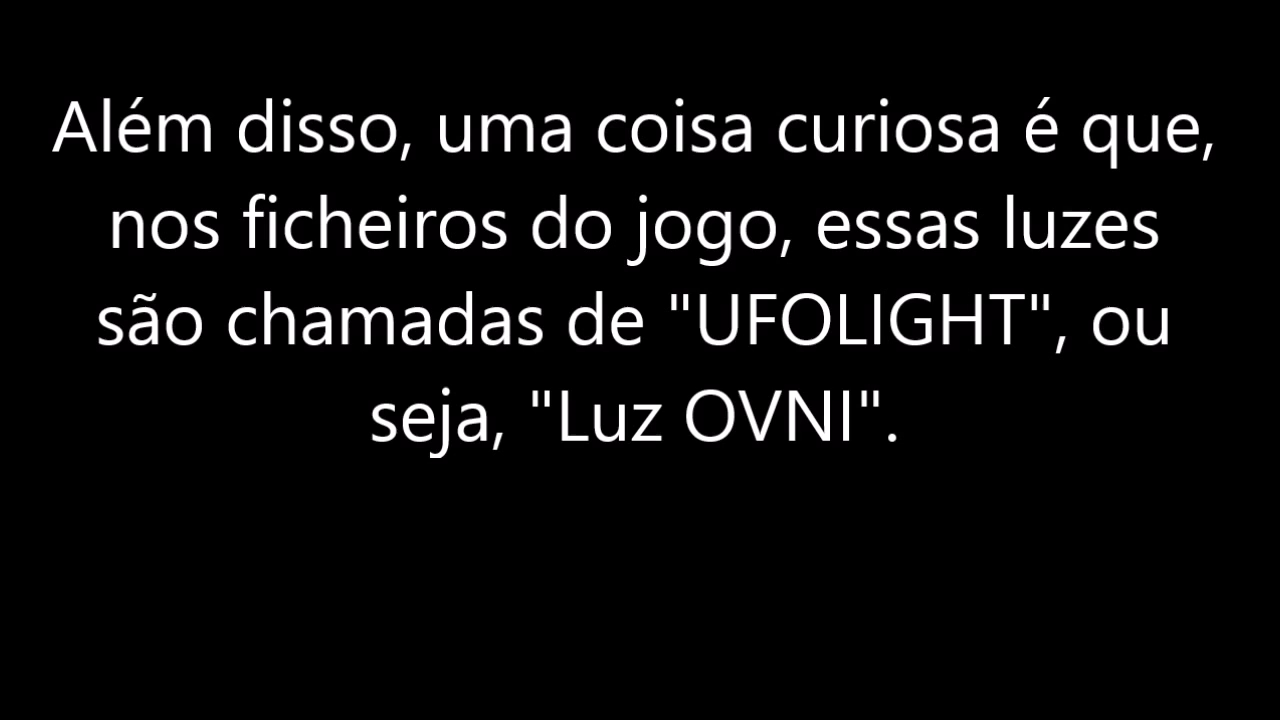 Além disso, uma coisa curiosa é que,
nos ficheiros do jogo, essas luzes
são chamadas de "UFOLIGHT", ou
seja, "Luz OVNI".